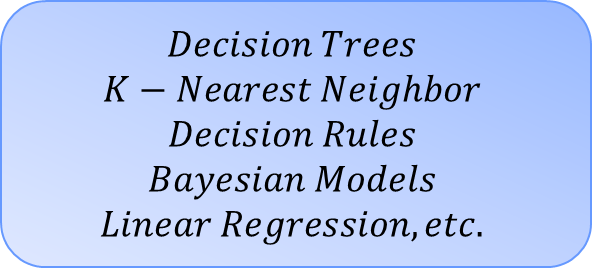 Decision Trees
K − Nearest Neighbor
Decision Rules
Bayesian Models
Linear Regression, etc.